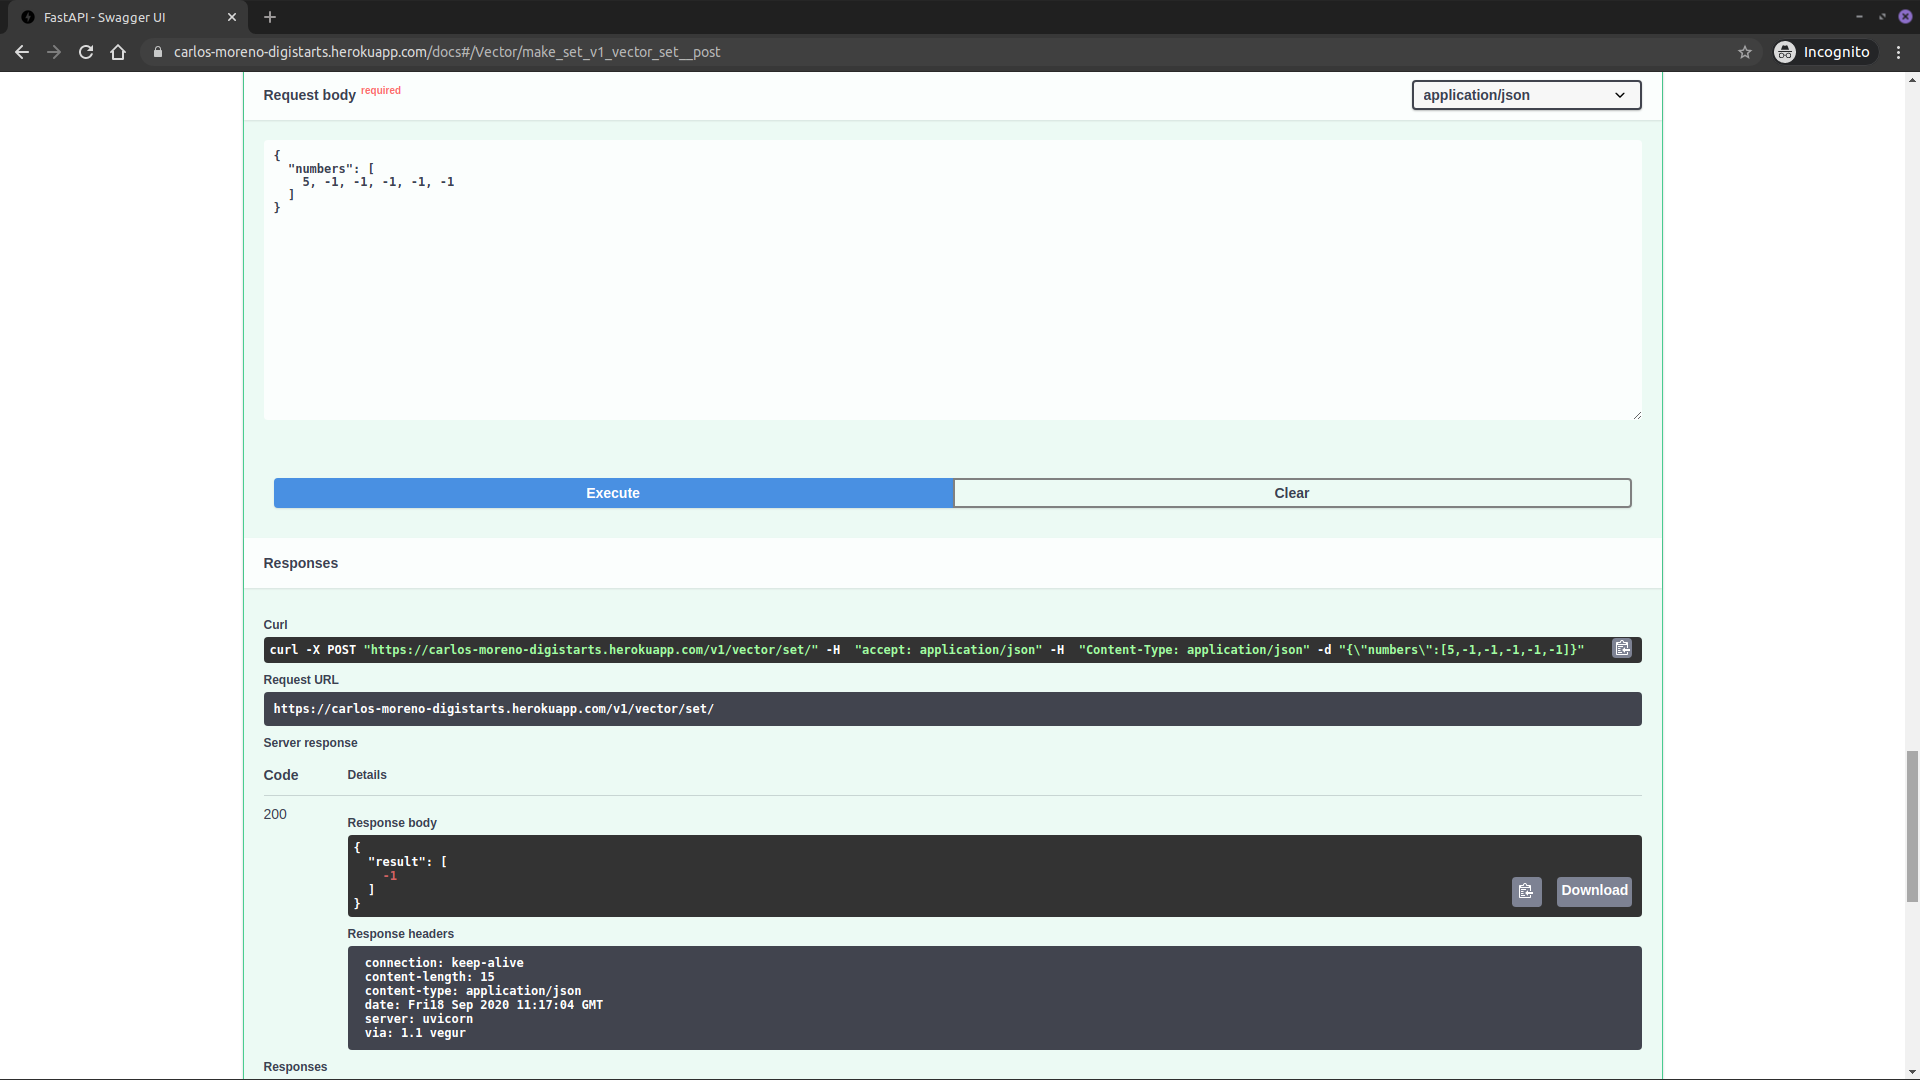 FastAPI - Swagger UI
carlos-moreno-digistarts.herokuapp.com/docs#/Vector/make_set_v1_vector_set__post
Incognito
Request body required
application/json
{
"numbers": [
5, -1, -1, -1, -1, -1
]
}
Execute
Clear
Responses
Curl
curl -X POST "https://carlos-moreno-digistarts.herokuapp.com/v1/vector/set/" -H  "accept: application/json" -H  "Content-Type: application/json" -d "{\"numbers\":[5,-1,-1,-1,-1,-1]}"
Request URL
https://carlos-moreno-digistarts.herokuapp.com/v1/vector/set/
Server response
Code
Details
200
Response body
{
"result": [
-1
]
}
Download
Response headers
connection: keep-alive
content-length: 15
content-type: application/json
date: Fri18 Sep 2020 11:17:04 GMT
server: uvicorn
via: 1.1 vegur
Responses